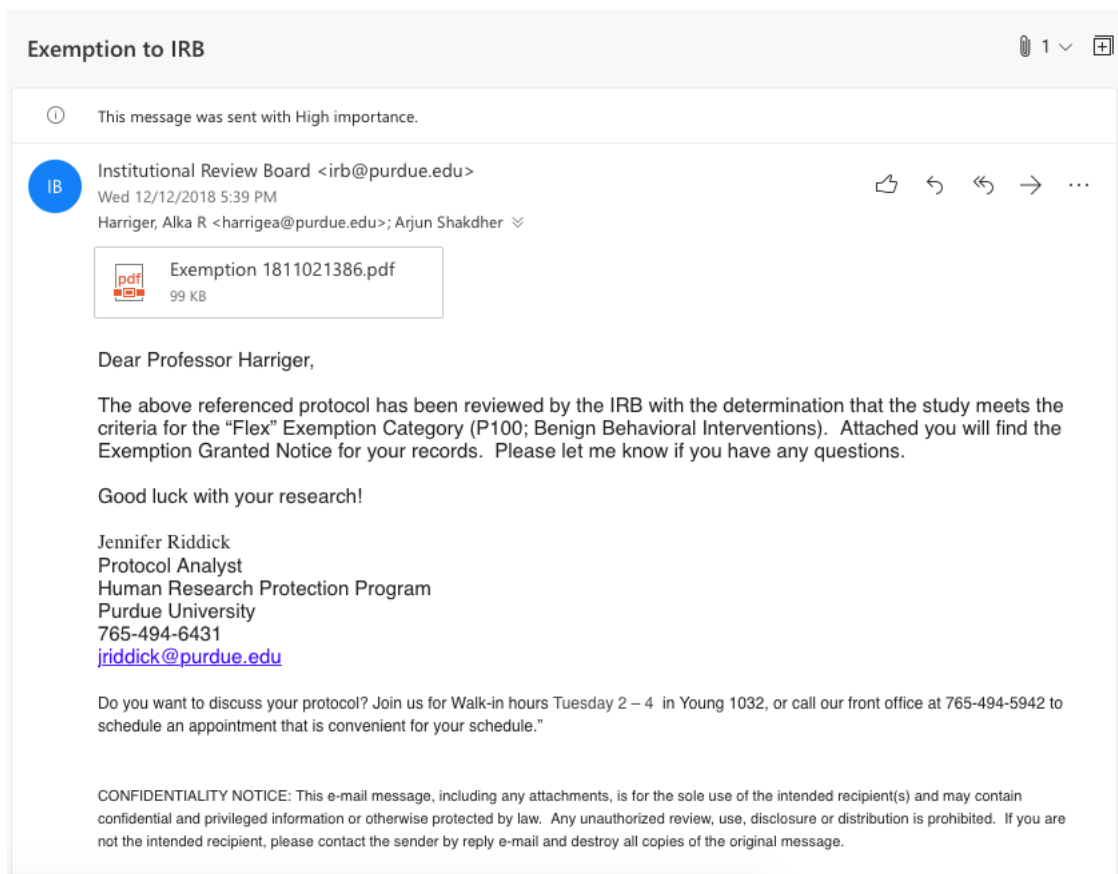 Exemption to IRB
1
This message was sent with High importance.
IB
Institutional Review Board <irb@purdue.edu>
Wed 12/12/2018 5:39 PM
Harriger, Alka R <harrigea@purdue.edu>; Arjun Shakdher
pdf
Exemption 1811021386.pdf
99 KB
Dear Professor Harriger,
The above referenced protocol has been reviewed by the IRB with the determination that the study meets the
criteria for the “Flex” Exemption Category (P100; Benign Behavioral Interventions).  Attached you will find the
Exemption Granted Notice for your records.  Please let me know if you have any questions.
Good luck with your research!
Jennifer Riddick
Protocol Analyst
Human Research Protection Program
Purdue University
765-494-6431
jriddick@purdue.edu
Do you want to discuss your protocol? Join us for Walk-in hours Tuesday 2 – 4  in Young 1032, or call our front office at 765-494-5942 to
schedule an appointment that is convenient for your schedule.”
CONFIDENTIALITY NOTICE: This e-mail message, including any attachments, is for the sole use of the intended recipient(s) and may contain
confidential and privileged information or otherwise protected by law.  Any unauthorized review, use, disclosure or distribution is prohibited.  If you are
not the intended recipient, please contact the sender by reply e-mail and destroy all copies of the original message.